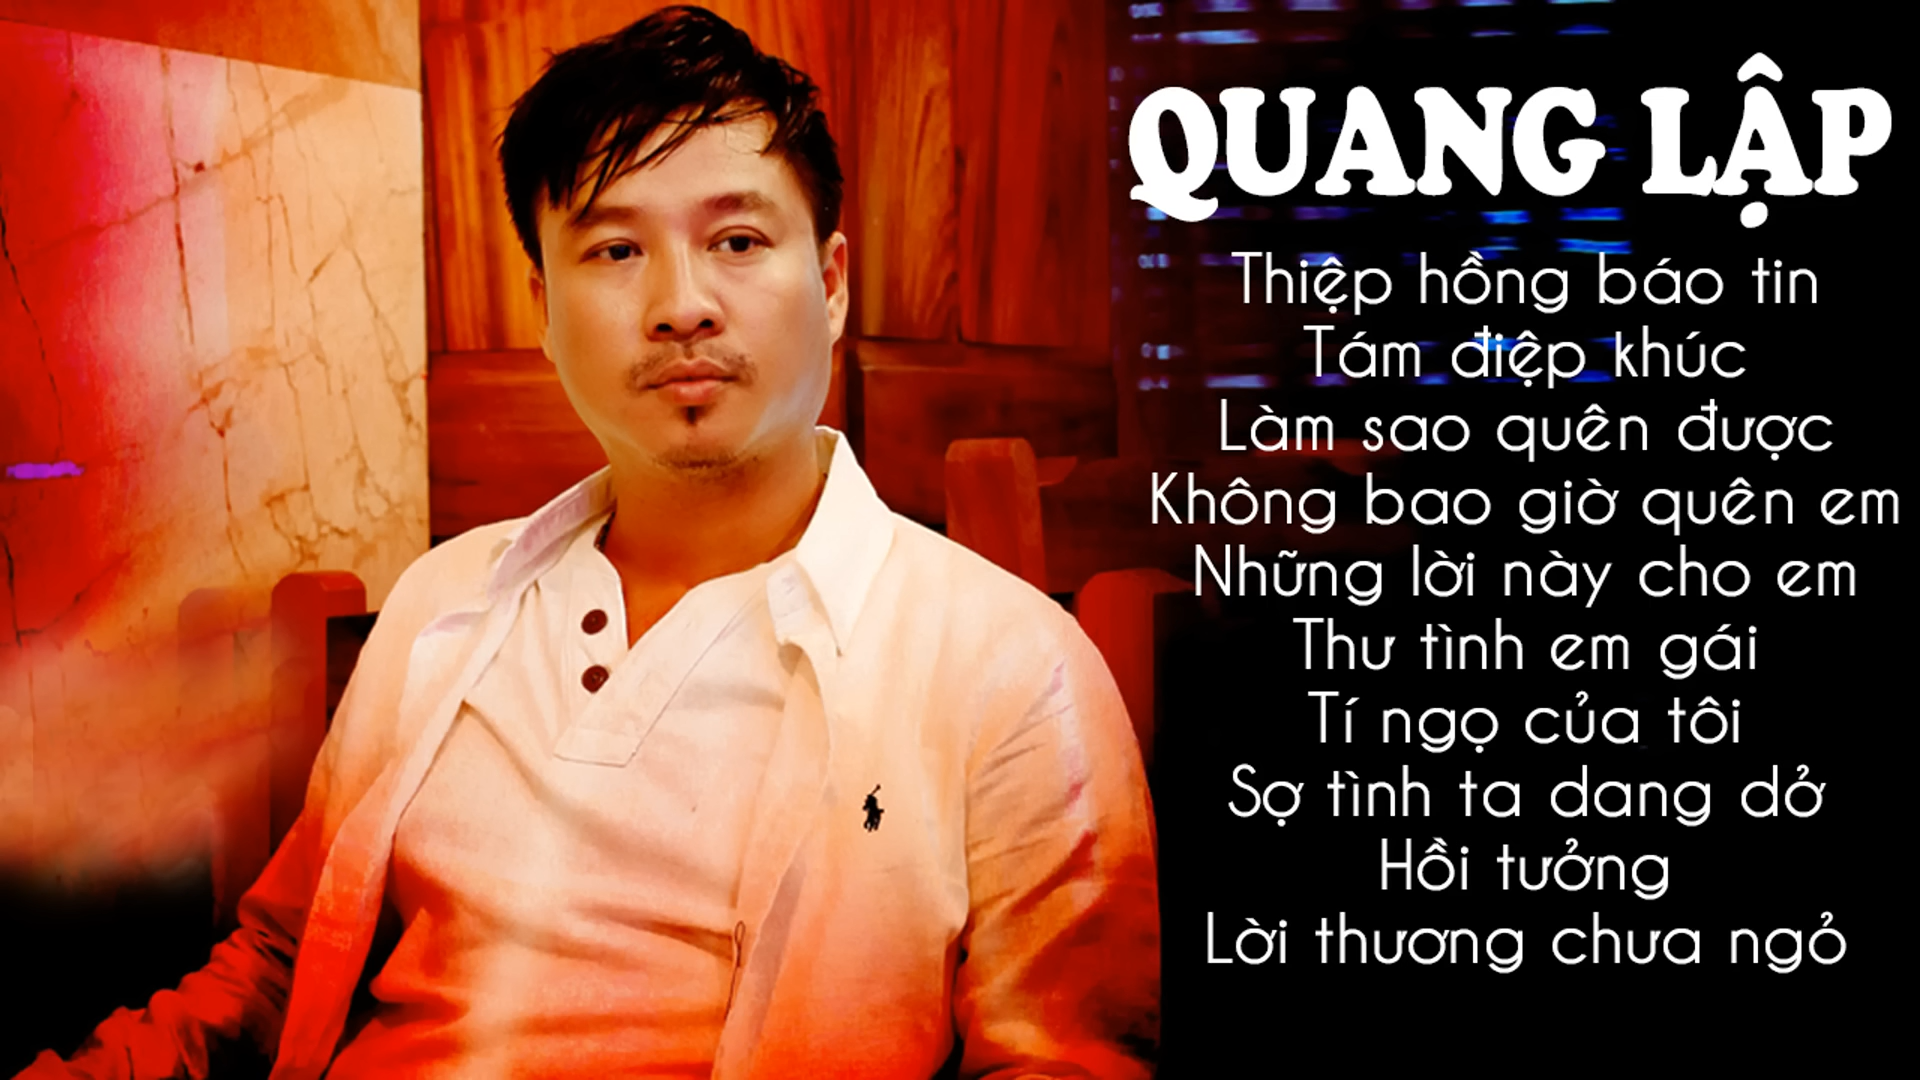 QUANG LẬP
Thiệp hồng báo tin
Tám điệp khúc
Làm sao quên được
Không bao giờ quên em
Những lời này cho em
Thư tình em gái
Tí ngọ của tôi
Sợ tình ta dang dở
Hồi tưởng
Lời thương chưa ngỏ